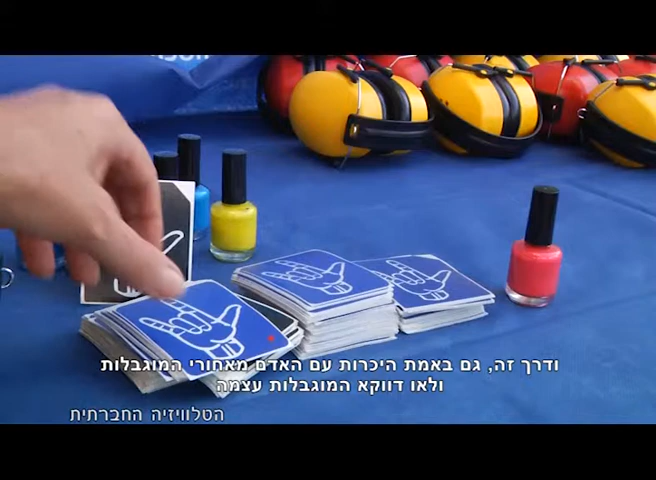 ודרך זה, גם באמת היכרות עם האדם מאחורי המוגבלות
ולאו דווקא המוגבלות עצמה
הטלוויזיה החברתית